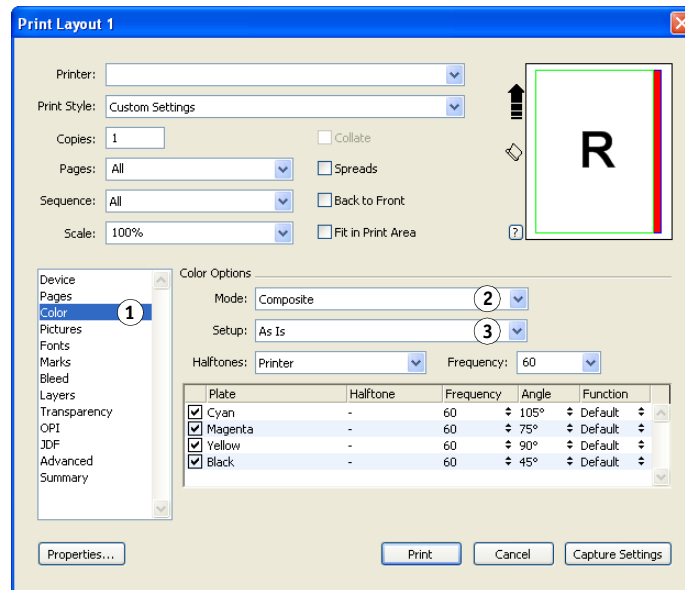 Print Layout 1
Printer:
Print Style: Custom Settings
Copies: 1 Collate
Pages: All Spreads
Sequence: All Back to Front
Scale: 100% Fit in Print Area
R
?
Device
Pages
Color 1
Pictures
Fonts
Marks
Bleed
Layers
Transparency
OPI
JDF
Advanced
Summary
Color Options
Mode: Composite 2
Setup: As Is 3
Halftones: Printer Frequency: 60
Plate Halftone Frequency Angle Function
Cyan - 60 105° Default
Magenta - 60 75° Default
Yellow - 60 90° Default
Black - 60 45° Default
Properties... Print Cancel Capture Settings